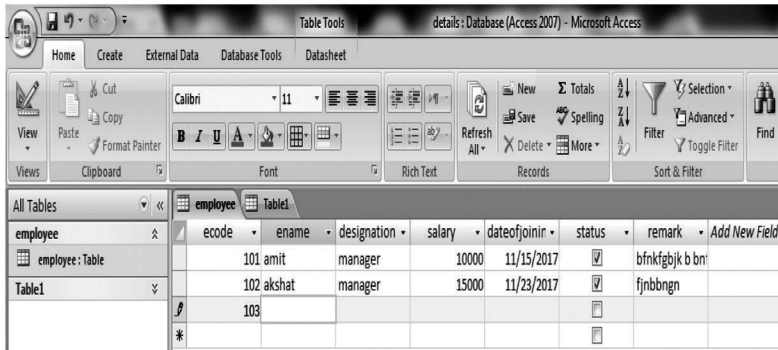 Table Tools details : Database (Access 2007) - Microsoft Access
Home Create External Data Database Tools Datasheet
View
Views
Paste
Cut
Copy
Format Painter
Clipboard
Calibri 11
B I U A
Font
Rich Text
Refresh All
New
Save
Delete
Σ Totals
ABC Spelling
More
Records
Filter
Selection
Advanced
Toggle Filter
Sort & Filter
Find
All Tables
employee
employee : Table
Table1
employee Table1
ecode ename designation salary dateofjoinin status remark Add New Field
101 amit manager 10000 11/15/2017 bfnkfgbjk b bn
102 akshat manager 15000 11/23/2017 fjnbbngn
103